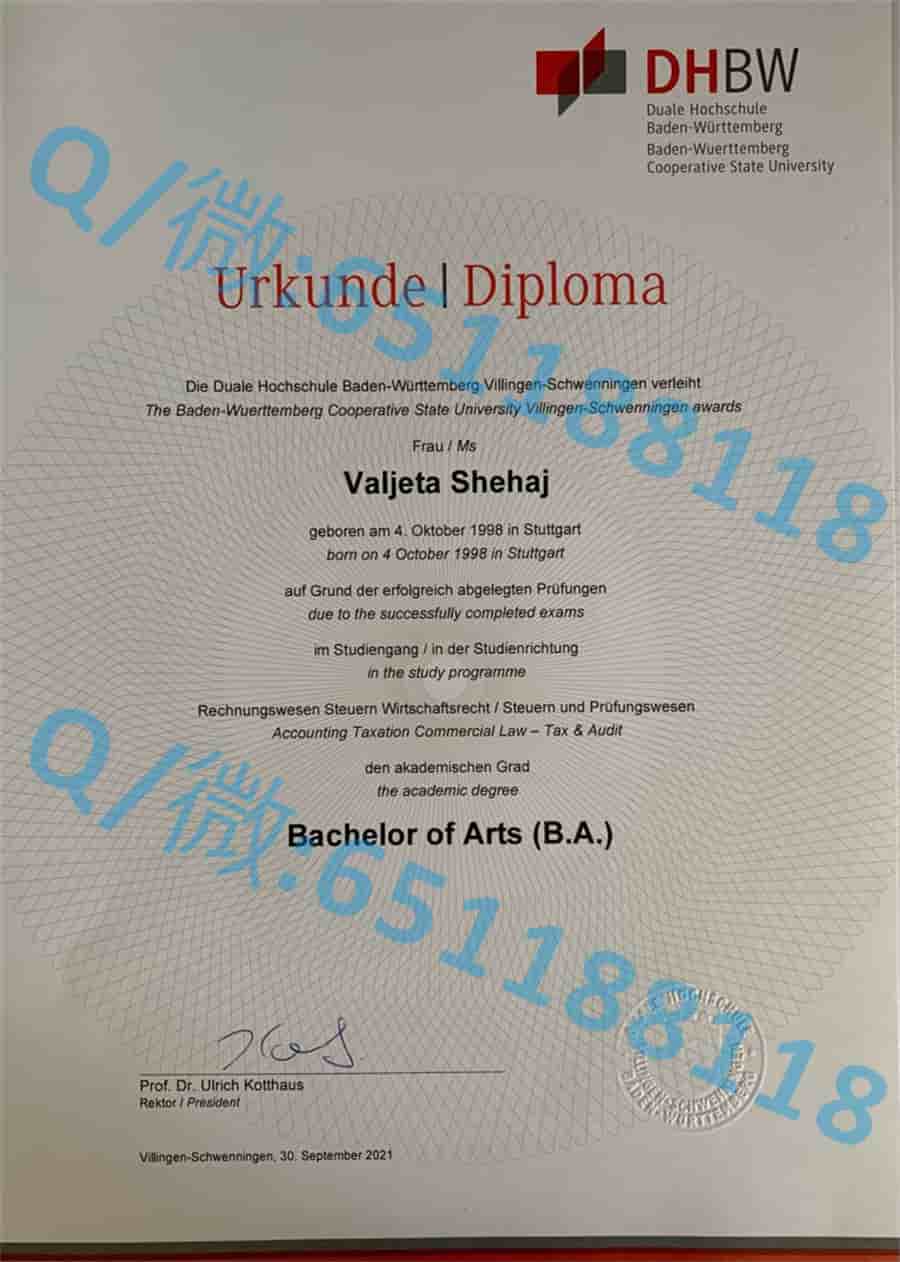 DHBW
Duale Hochschule
Baden-Württemberg
Baden-Wuerttemberg
Cooperative State University
Urkunde | Diploma
Die Duale Hochschule Baden-Württemberg Villingen-Schwenningen verleiht
The Baden-Wuerttemberg Cooperative State University Villingen-Schwenningen awards
Frau / Ms
Valjeta Shehaj
geboren am 4. Oktober 1998 in Stuttgart
born on 4 October 1998 in Stuttgart
auf Grund der erfolgreich abgelegten Prüfungen
due to the successfully completed exams
im Studiengang / in der Studienrichtung
in the study programme
Rechnungswesen Steuern Wirtschaftsrecht / Steuern und Prüfungswesen
Accounting Taxation Commercial Law – Tax & Audit
den akademischen Grad
the academic degree
Bachelor of Arts (B.A.)
Prof. Dr. Ulrich Kotthaus
Rektor / President
Villingen-Schwenningen, 30. September 2021
HOCHSCHULE
BADEN-WÜRTTEMBERG
Q/微:651188118
Q/微:651188118